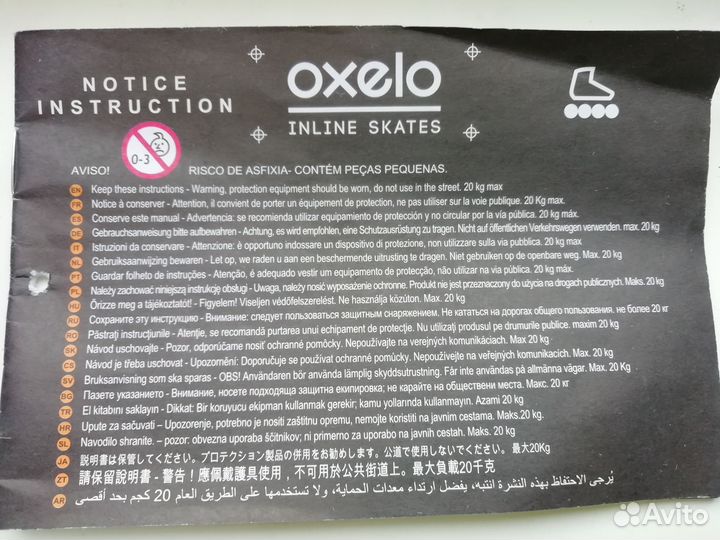 NOTICE
INSTRUCTION
oxelo
INLINE SKATES
0-3
AVISO!
RISCO DE ASFIXIA- CONTÉM PEÇAS PEQUENAS.
EN Keep these instructions - Warning, protection equipment should be worn, do not use in the street. 20 kg max
FR Notice à conserver - Attention, il convient de porter un équipement de protection, ne pas utiliser sur la voie publique. 20 Kg max.
ES Conserve este manual - Advertencia: se recomienda utilizar equipamiento de protección y no circular por la vía pública. 20 kg máx.
DE Gebrauchsanweisung bitte aufbewahren - Achtung, es wird empfohlen, eine Schutzausrüstung zu tragen. Nicht auf öffentlichen Verkehrswegen verwenden. max. 20 kg
IT Istruzioni da conservare - Attenzione: è opportuno indossare un dispositivo di protezione, non utilizzare sulla via pubblica. max 20 kg
NL Gebruiksaanwijzing bewaren - Let op, we raden u aan een beschermende uitrusting te dragen. Niet gebruiken op de openbare weg. Max. 20 kg
PT Guardar folheto de instruções - Atenção, é adequado vestir um equipamento de protecção, não utilizar na via pública. 20 kg máx.
PL Należy zachować niniejszą instrukcję obsługi - Uwaga, należy nosić wyposażenie ochronne. Produkt nie jest przeznaczony do użycia na drogach publicznych. Maks. 20 kg
HU Őrizze meg a tájékoztatót! - Figyelem! Viseljen védőfelszerelést. Ne használja közúton. Max. 20 kg
RU Сохраните эту инструкцию - Внимание: следует пользоваться защитным снаряжением. Не кататься на дорогах общего пользования. не более 20 кг
RO Păstrați instrucțiunile - Atenție, se recomandă purtarea unui echipament de protecție. Nu utilizați produsul pe drumurile publice. maxim 20 kg
SK Návod uschovajte - Pozor, odporúčame nosiť ochranné pomôcky. Nepoužívajte na verejných komunikáciach. Max 20 kg
CS Návod je třeba uschovat - Upozornění: Doporučuje se používat ochranné pomůcky. Nepoužívejte na veřejných komunikacích. Max. 20 kg
SV Bruksanvisning som ska sparas - OBS! Användaren bör använda lämplig skyddsutrustning. Får inte användas på allmänna vägar. Max. 20 kg
BG Пазете указанието - Внимание, носете подходяща защитна екипировка; не карайте на обществени места. Макс. 20 кг
TR El kitabını saklayın - Dikkat: Bir koruyucu ekipman kullanmak gerekir; kamu yollarında kullanmayın. Azami 20 kg
HR Upute za sačuvati – Upozorenje, potrebno je nositi zaštitnu opremu, nemojte koristiti na javnim cestama. Maks.20 kg.
SL Navodilo shranite. – pozor: obvezna uporaba ščitnikov; ni primerno za uporabo na javnih cestah. Maks. 20 kg
JA 説明書は保管してください。プロテクション製品の併用をお勧めします。公道で使用しないでください。 最大20Kg
ZT 請保留說明書 - 警告！應佩戴護具使用，不可用於公共街道上。最大負載20千克
AR يُرجى الاحتفاظ بهذه النشرة انتبه، يفضل ارتداء معدات الحماية، ولا تستخدمها على الطريق العام 20 كجم بحد أقصى
Avito